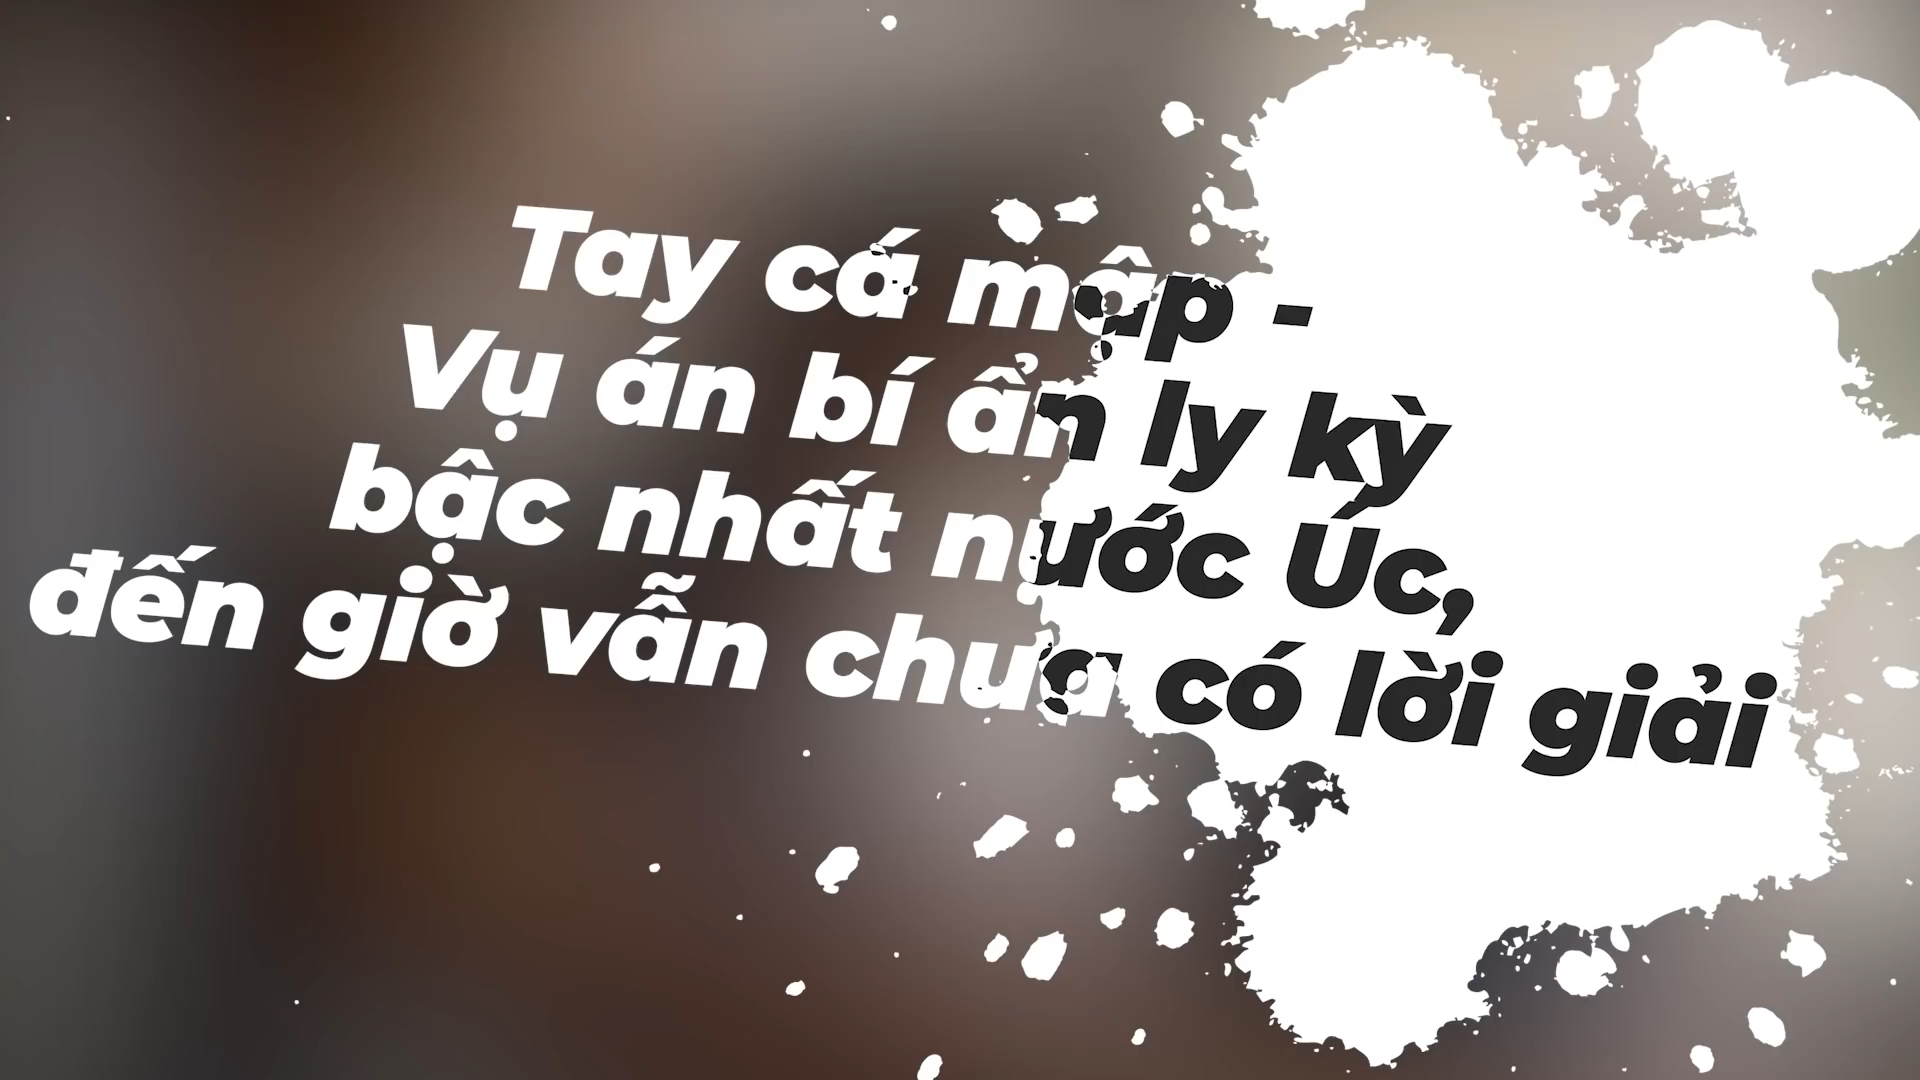 Tay cá mập -
Vụ án bí ẩn ly kỳ
bậc nhất nước Úc,
đến giờ vẫn chưa có lời giải